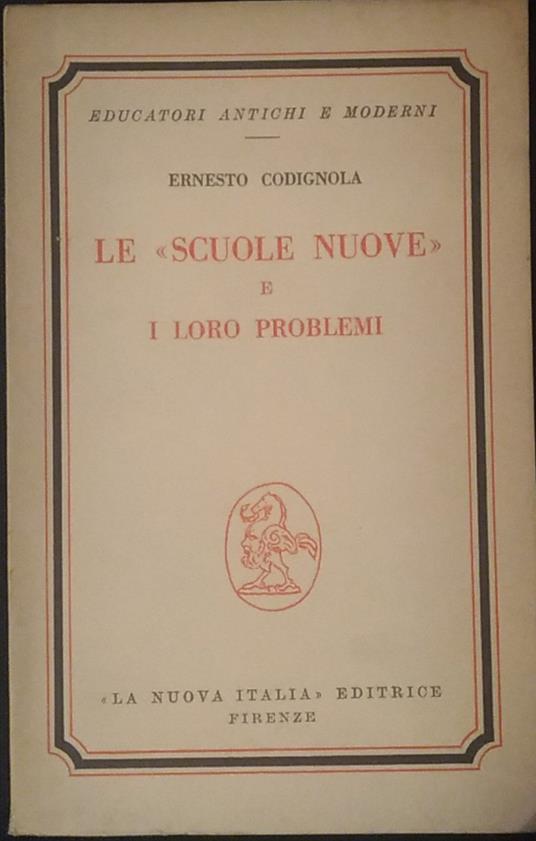 EDUCATORI ANTICHI E MODERNI
ERNESTO CODIGNOLA
LE «SCUOLE NUOVE»
E
I LORO PROBLEMI
«LA NUOVA ITALIA» EDITRICE
FIRENZE